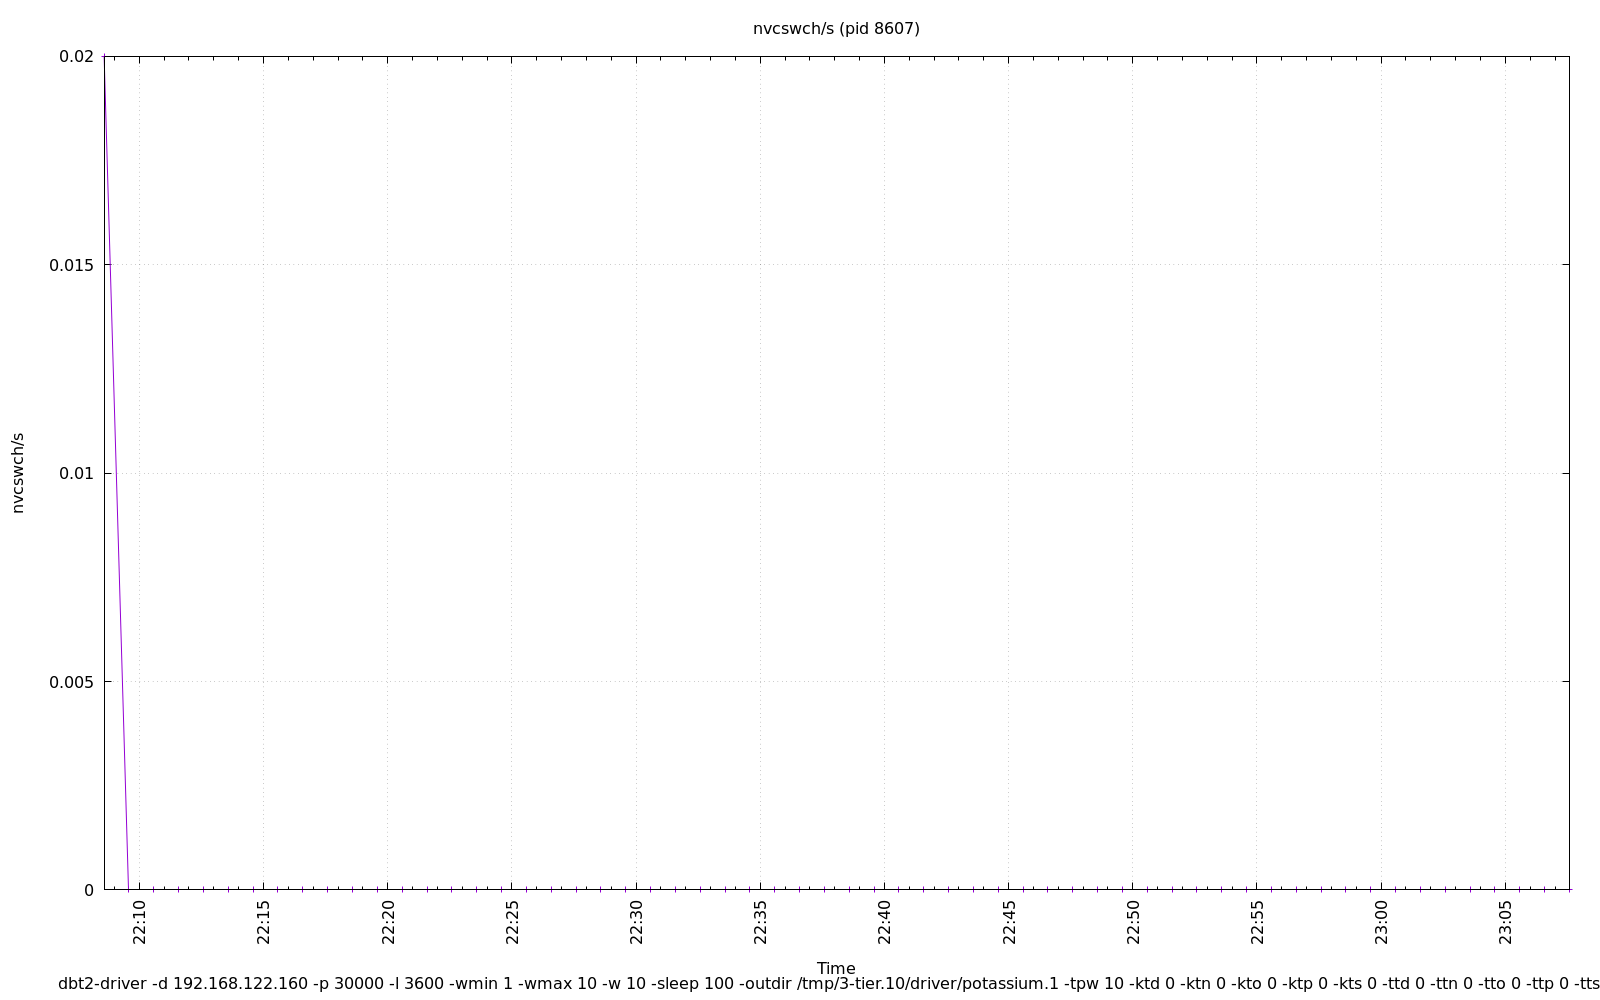 nvcswch/s (pid 8607)
0.02
0.015
0.01
0.005
0
nvcswch/s
22:10 22:15 22:20 22:25 22:30 22:35 22:40 22:45 22:50 22:55 23:00 23:05
Time
dbt2-driver -d 192.168.122.160 -p 30000 -l 3600 -wmin 1 -wmax 10 -w 10 -sleep 100 -outdir /tmp/3-tier.10/driver/potassium.1 -tpw 10 -ktd 0 -ktn 0 -kto 0 -ktp 0 -kts 0 -ttd 0 -ttn 0 -tto 0 -ttp 0 -tts